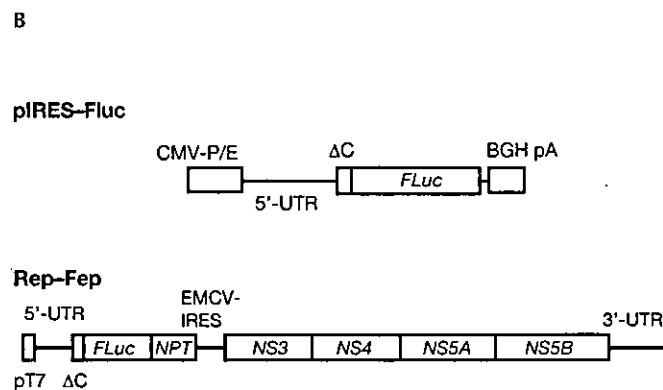 B
pIRES–Fluc
CMV-P/E ΔC BGH pA
FLuc
5'-UTR
Rep–Fep
EMCV-
5'-UTR IRES 3'-UTR
FLuc NPT NS3 NS4 NS5A NS5B
pT7 ΔC